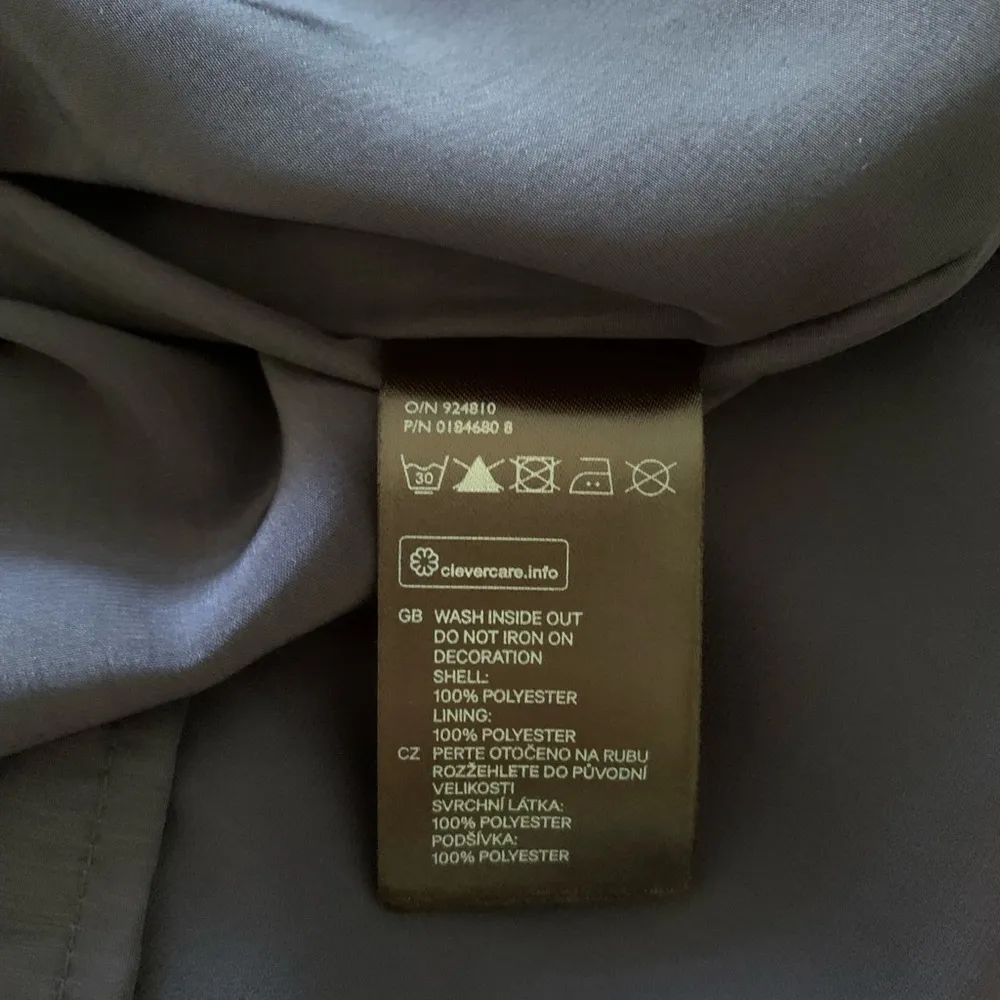 O/N 924810
P/N 0184680 8
30
clevercare.info
GB WASH INSIDE OUT
DO NOT IRON ON
DECORATION
SHELL:
100% POLYESTER
LINING:
100% POLYESTER
CZ PERTE OTOČENO NA RUBU
ROZŽEHLETE DO PŮVODNÍ
VELIKOSTI
SVRCHNÍ LÁTKA:
100% POLYESTER
PODŠÍVKA:
100% POLYESTER